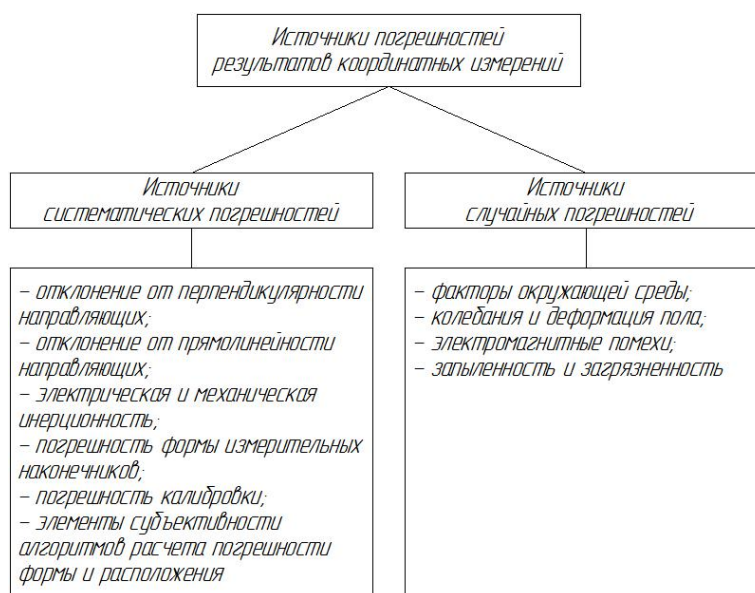 Источники погрешностей
результатов координатных измерений
Источники
систематических погрешностей
Источники
случайных погрешностей
– отклонение от перпендикулярности
направляющих;
– отклонение от прямолинейности
направляющих;
– электрическая и механическая
инерционность;
– погрешность формы измерительных
наконечников;
– погрешность калибровки;
– элементы субъективности
алгоритмов расчета погрешности
формы и расположения
– факторы окружающей среды;
– колебания и деформация пола;
– электромагнитные помехи;
– запыленность и загрязненность